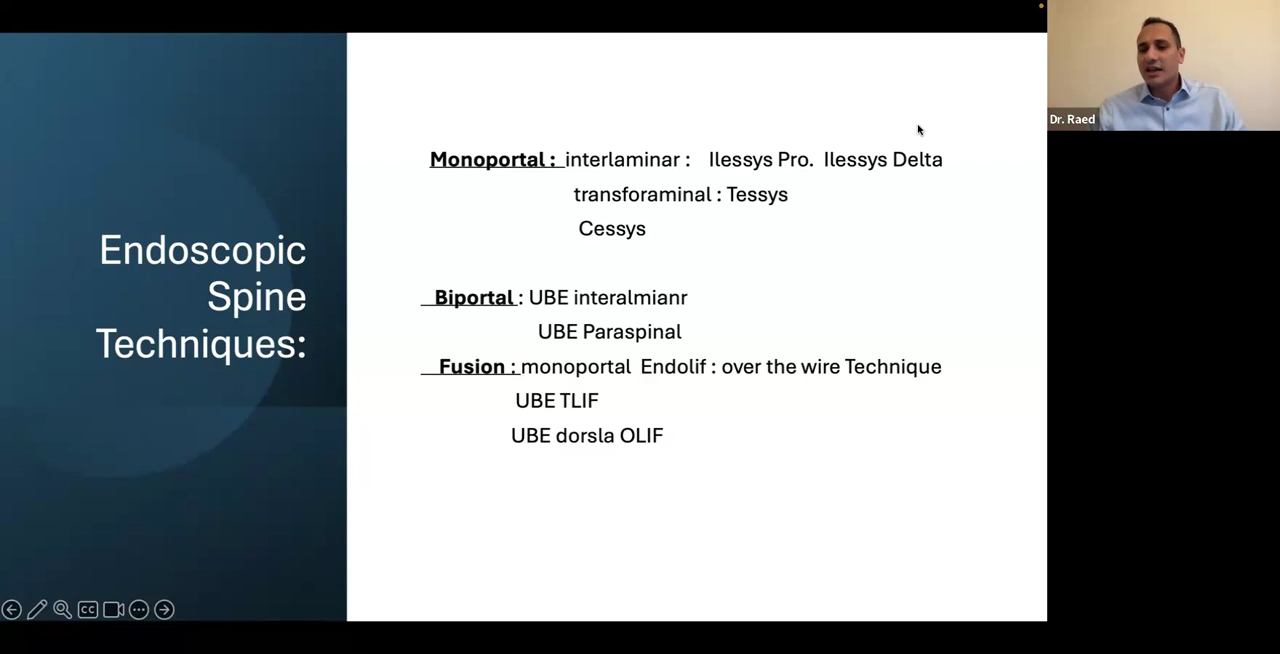 Endoscopic
Spine
Techniques:
Monoportal : interlaminar : Ilessys Pro. Ilessys Delta
transforaminal : Tessys
Cessys
Biportal : UBE interalmianr
UBE Paraspinal
Fusion : monoportal Endolif : over the wire Technique
UBE TLIF
UBE dorsla OLIF
Dr. Raed
CC